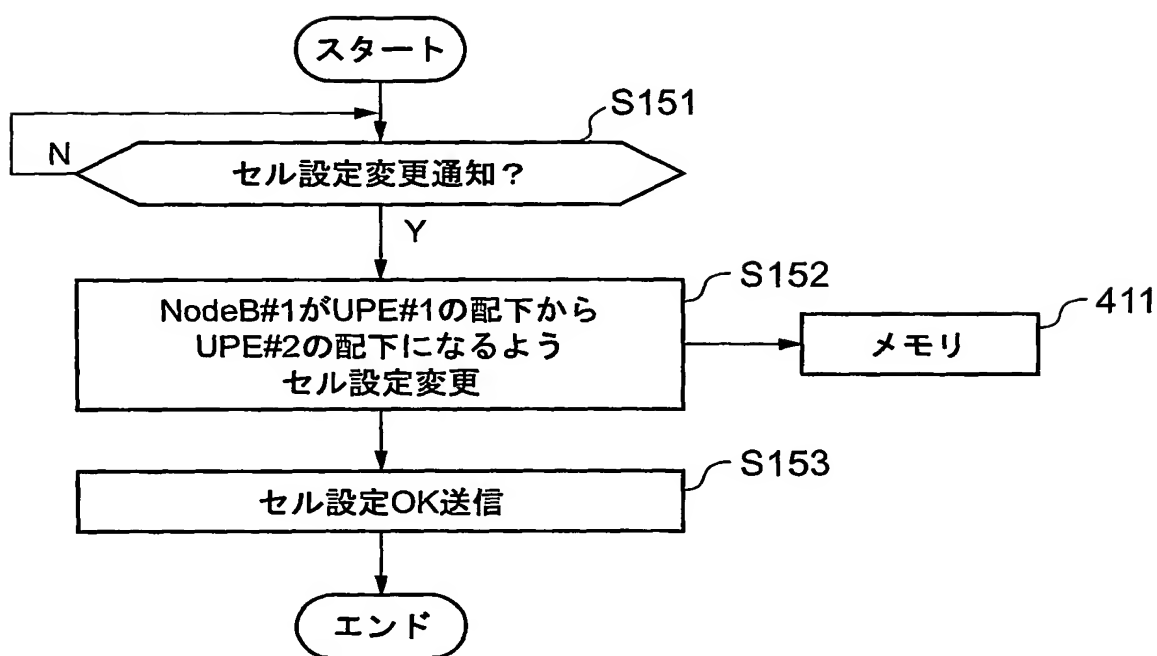 スタート
S151
N
セル設定変更通知？
Y
S152
NodeB#1がUPE#1の配下から
UPE#2の配下になるよう
セル設定変更
411
メモリ
S153
セル設定OK送信
エンド